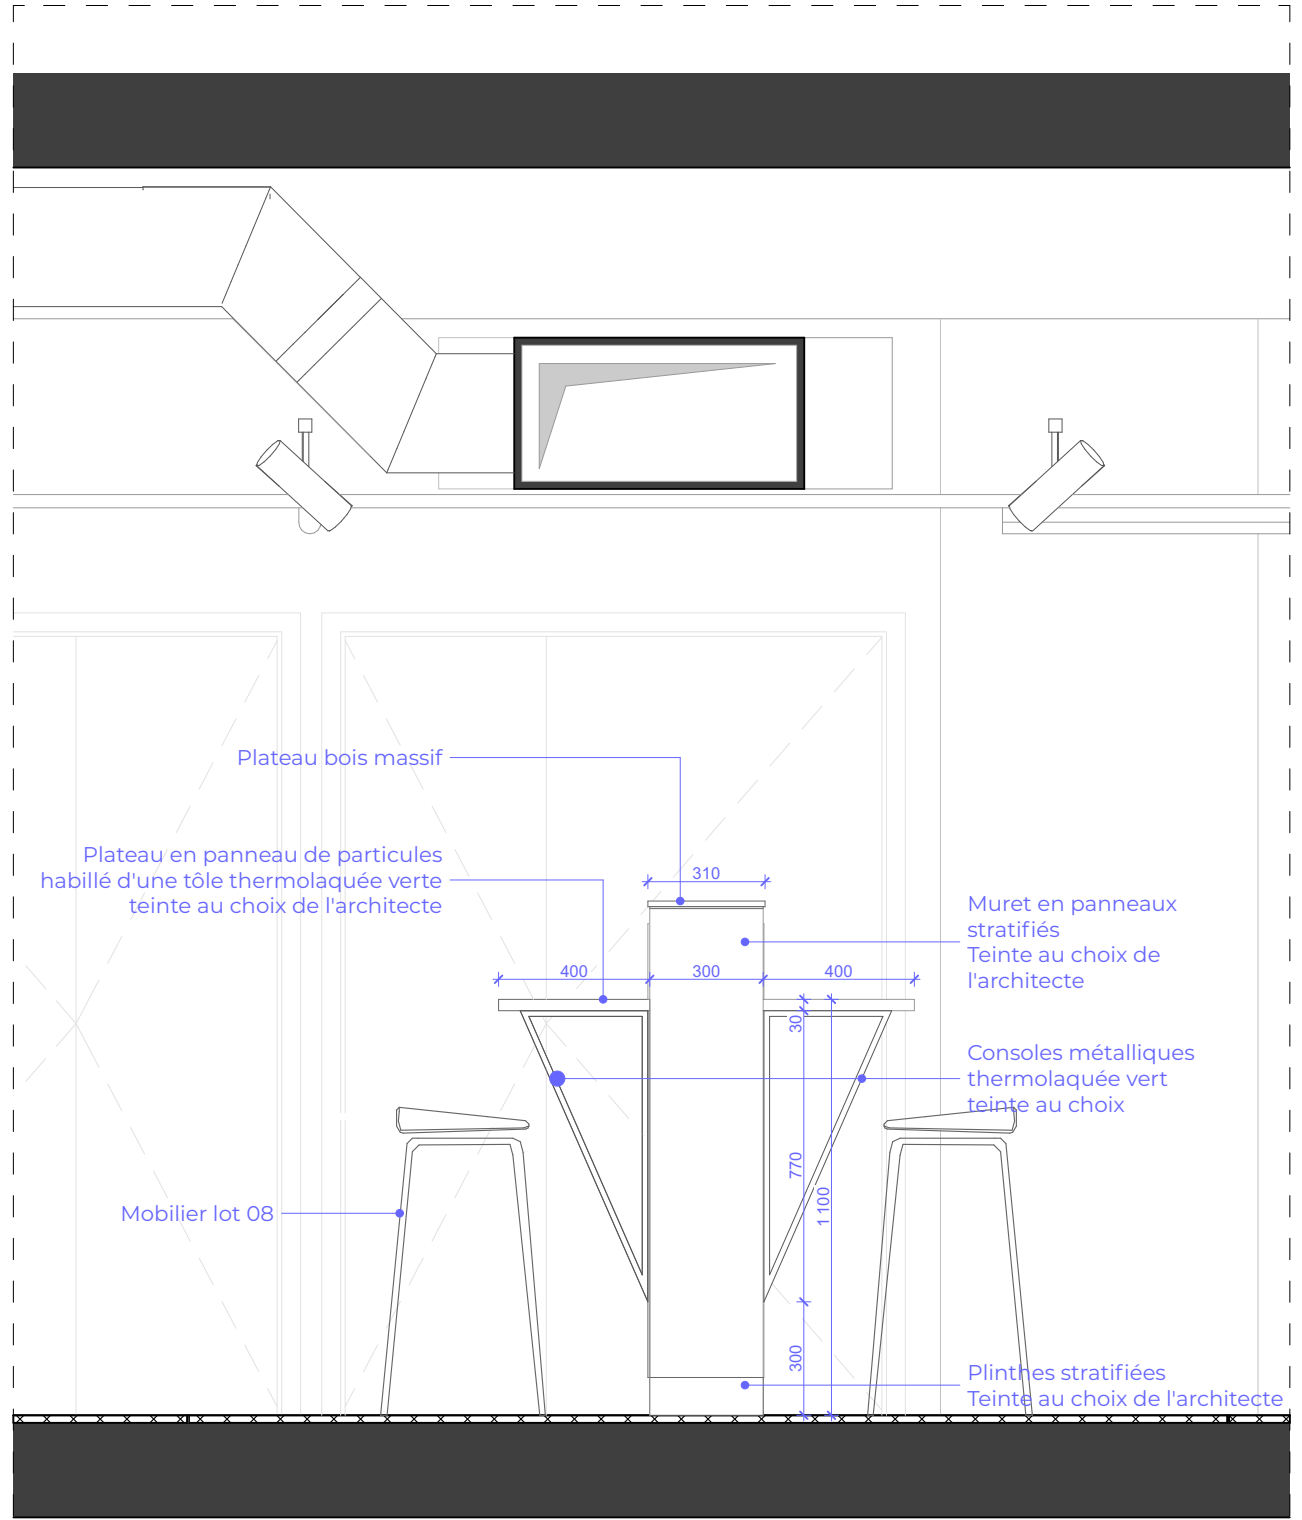 Plateau bois massif
Plateau en panneau de particules
habillé d'une tôle thermolaquée verte
teinte au choix de l'architecte
310
Muret en panneaux
stratifiés
Teinte au choix de
l'architecte
400
300
400
30
Consoles métalliques
thermolaquée vert
teinte au choix
770
1 100
Mobilier lot 08
300
Plinthes stratifiées
Teinte au choix de l'architecte